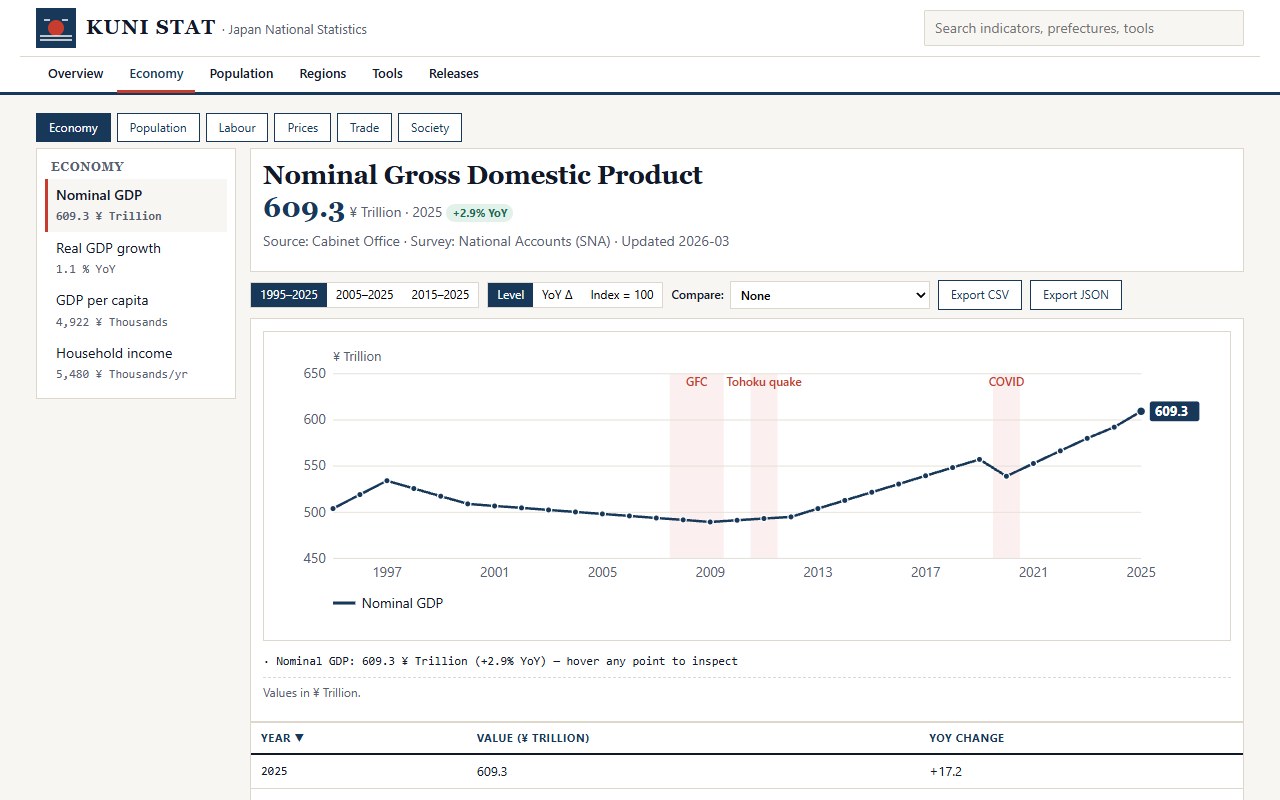 KUNI STAT · Japan National Statistics
Search indicators, prefectures, tools
Overview Economy Population Regions Tools Releases
Economy Population Labour Prices Trade Society
ECONOMY
Nominal GDP
609.3 ¥ Trillion
Real GDP growth
1.1 % YoY
GDP per capita
4,922 ¥ Thousands
Household income
5,480 ¥ Thousands/yr
Nominal Gross Domestic Product
609.3 ¥ Trillion · 2025 +2.9% YoY
Source: Cabinet Office · Survey: National Accounts (SNA) · Updated 2026-03
1995–2025 2005–2025 2015–2025 Level YoY Δ Index = 100 Compare: None Export CSV Export JSON
¥ Trillion
650
600
550
500
450
GFC Tohoku quake COVID
609.3
1997 2001 2005 2009 2013 2017 2021 2025
Nominal GDP
· Nominal GDP: 609.3 ¥ Trillion (+2.9% YoY) — hover any point to inspect
Values in ¥ Trillion.
YEAR ▼ VALUE (¥ TRILLION) YOY CHANGE
2025 609.3 +17.2